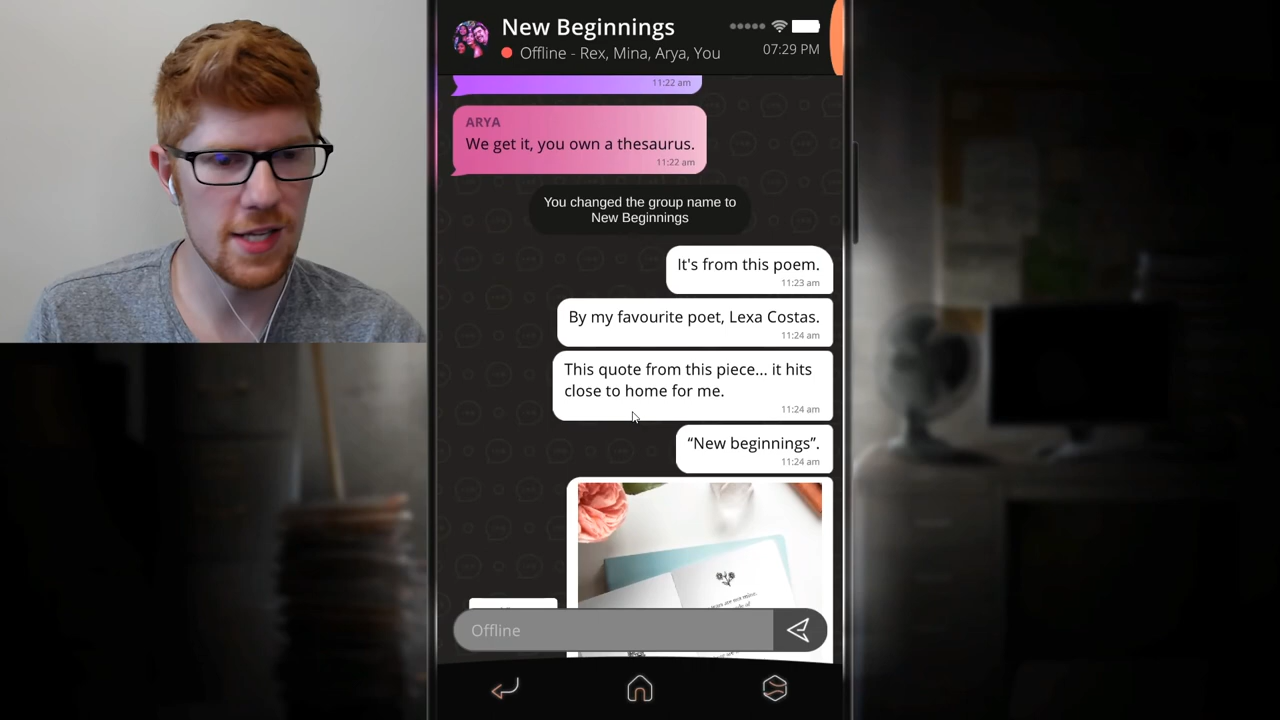 New Beginnings
Offline - Rex, Mina, Arya, You
07:29 PM
11:22 am
ARYA
We get it, you own a thesaurus.
11:22 am
You changed the group name to
New Beginnings
It's from this poem.
11:23 am
By my favourite poet, Lexa Costas.
11:24 am
This quote from this piece... it hits
close to home for me.
11:24 am
“New beginnings”.
11:24 am
Offline